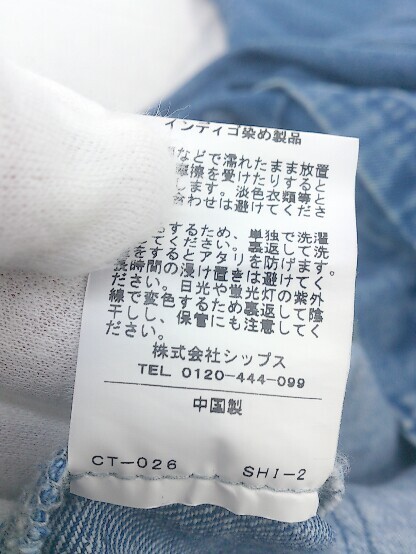 インディゴ染め製品
などで濡れたまま放置
摩擦を受けたりすると
します。淡色衣類等と
合わせは避けてくださ
するため、単独で洗濯
してください。裏返して洗
をするとアタリを防げます。
長時間の浸け置きは避けてく
ださい。日光や蛍光灯の紫外
線で変色するため裏返して陰
干しし、保管にも注意してく
ださい。
株式会社シップス
TEL 0120-444-099
中国製
CT-026 SHI-2